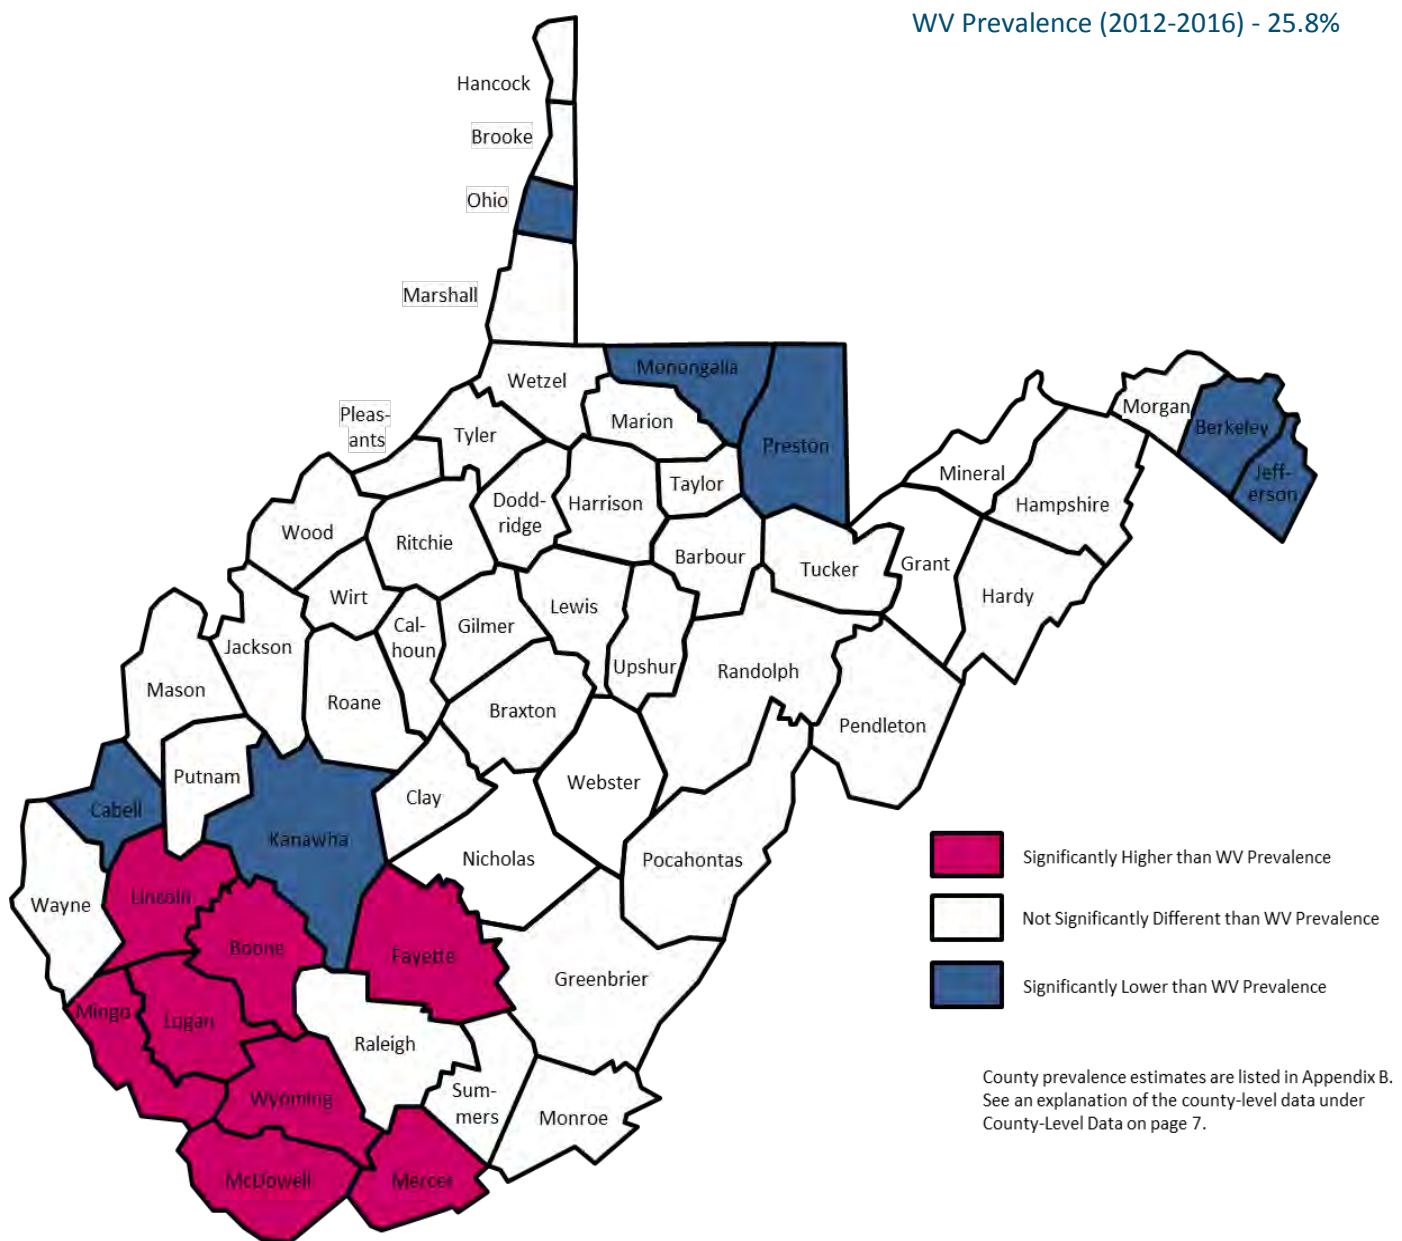 WV Prevalence (2012-2016) - 25.8%
Hancock
Brooke
Ohio
Marshall
Wetzel
Monongalia
Marion
Preston
Pleas-
ants
Tyler
Morgan
Berkeley
Jeff-
erson
Mineral
Hampshire
Taylor
Dodd-
ridge
Harrison
Wood
Ritchie
Barbour
Tucker
Grant
Hardy
Wirt
Lewis
Cal-
houn
Gilmer
Jackson
Upshur
Randolph
Mason
Roane
Braxton
Pendleton
Putnam
Webster
Clay
Cabell
Kanawha
Nicholas
Pocahontas
Wayne
Lincoln
Boone
Fayette
Greenbrier
Mingo
Logan
Raleigh
Sum-
mers
Monroe
Wyoming
McDowell
Mercer
Significantly Higher than WV Prevalence
Not Significantly Different than WV Prevalence
Significantly Lower than WV Prevalence
County prevalence estimates are listed in Appendix B.
See an explanation of the county-level data under
County-Level Data on page 7.